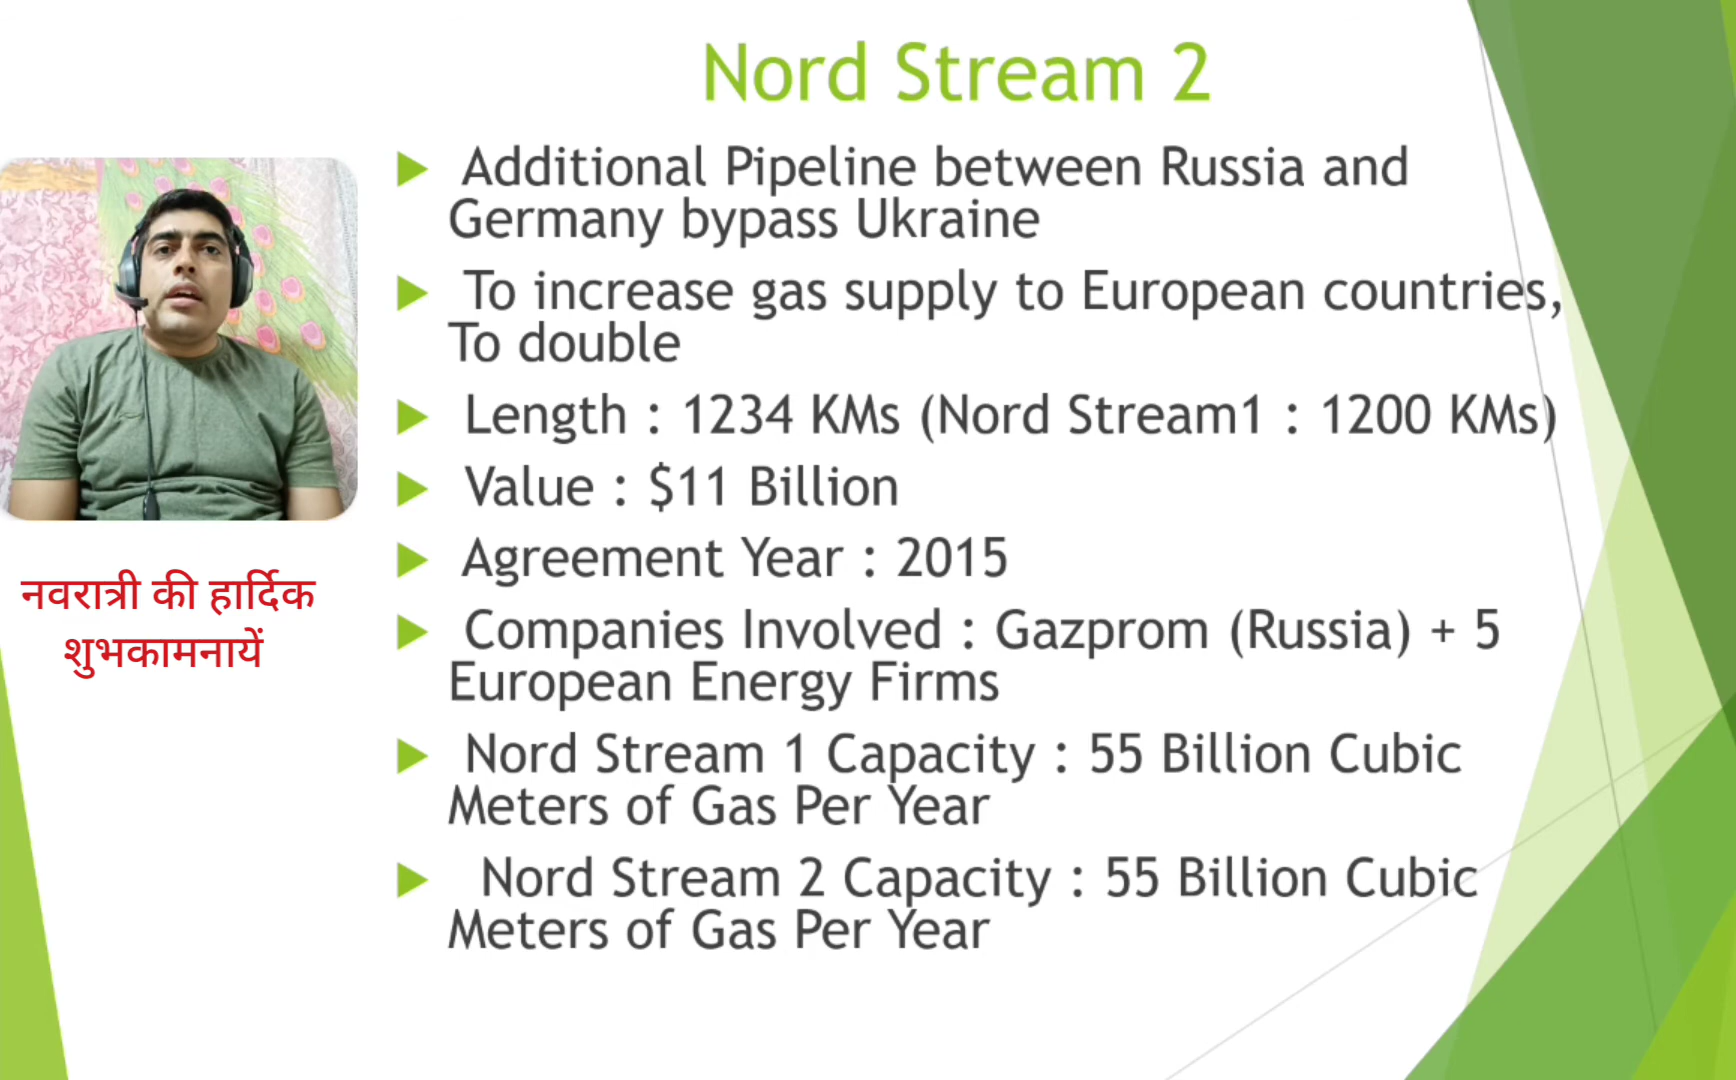 Nord Stream 2
Additional Pipeline between Russia and
Germany bypass Ukraine
To increase gas supply to European countries,
To double
Length : 1234 KMs (Nord Stream1 : 1200 KMs)
Value : $11 Billion
Agreement Year : 2015
Companies Involved : Gazprom (Russia) + 5
European Energy Firms
Nord Stream 1 Capacity : 55 Billion Cubic
Meters of Gas Per Year
Nord Stream 2 Capacity : 55 Billion Cubic
Meters of Gas Per Year
नवरात्री की हार्दिक
शुभकामनायें